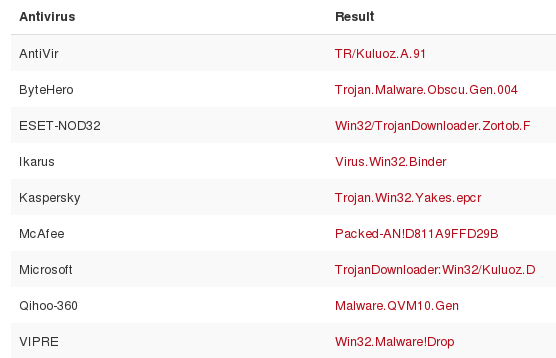 Antivirus Result
AntiVir TR/Kuluoz.A.91
ByteHero Trojan.Malware.Obscu.Gen.004
ESET-NOD32 Win32/TrojanDownloader.Zortob.F
Ikarus Virus.Win32.Binder
Kaspersky Trojan.Win32.Yakes.epcr
McAfee Packed-AN!D811A9FFD29B
Microsoft TrojanDownloader:Win32/Kuluoz.D
Qihoo-360 Malware.QVM10.Gen
VIPRE Win32.Malware!Drop